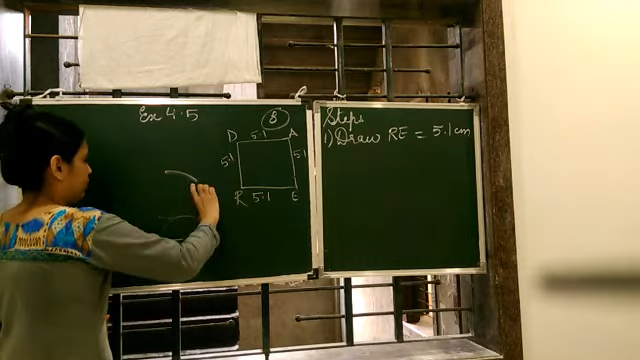 Ex 4.5
8
D 5.1 A
5.1 5.1
R 5.1 E
Steps
1) Draw RE = 5.1 cm